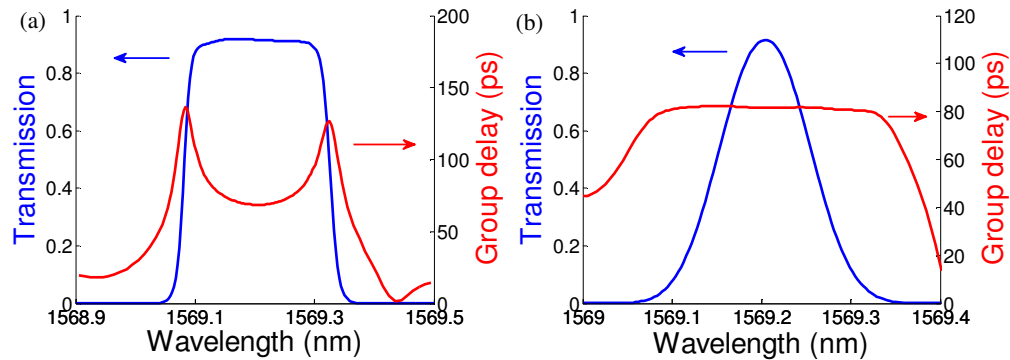 (a)
1
0.8
0.6
0.4
0.2
0
Transmission
200
150
100
50
0
Group delay (ps)
1568.9 1569.1 1569.3 1569.5
Wavelength (nm)
(b)
1
0.8
0.6
0.4
0.2
0
Transmission
120
100
80
60
40
20
0
Group delay (ps)
1569 1569.1 1569.2 1569.3 1569.4
Wavelength (nm)